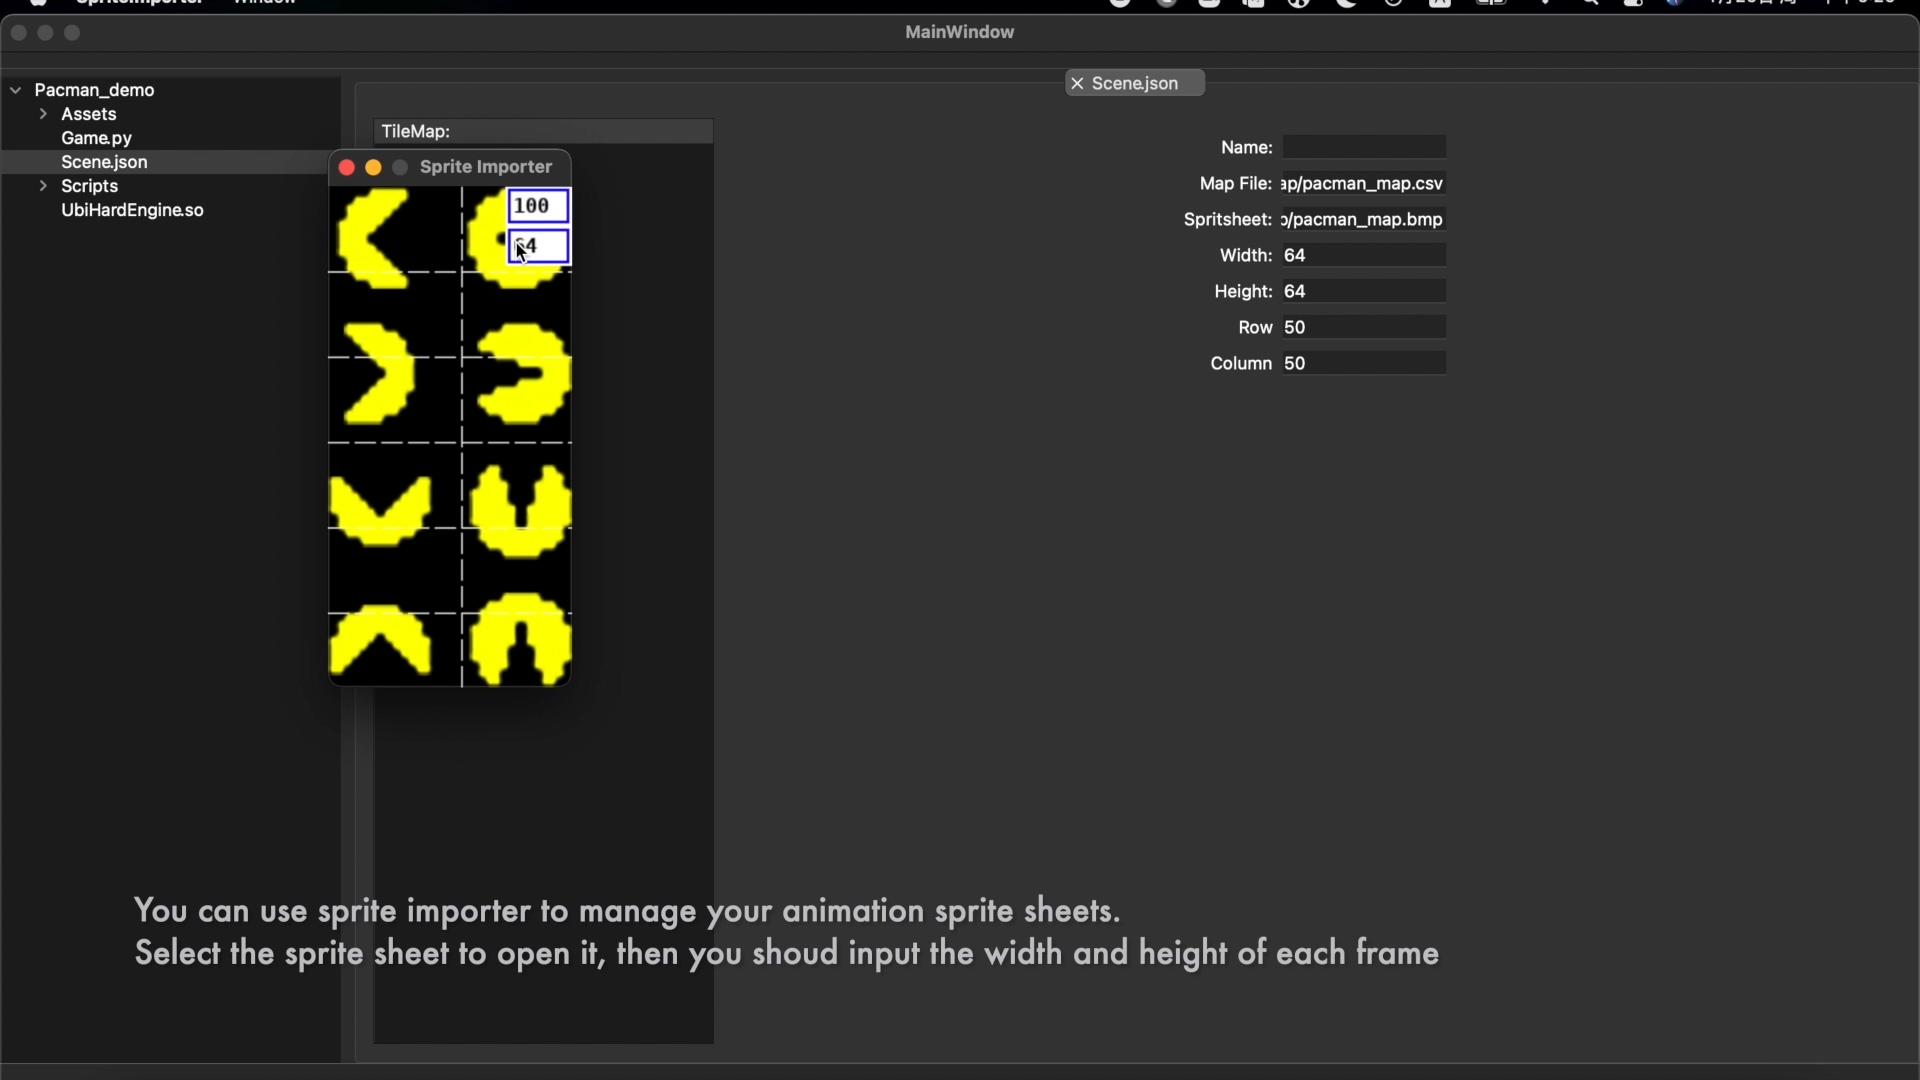 SpriteImporter Window
MainWindow
Pacman_demo
Assets
Game.py
Scene.json
Scripts
UbiHardEngine.so
Scene.json
TileMap:
Sprite Importer
100
64
Name:
Map File: ap/pacman_map.csv
Spritsheet: o/pacman_map.bmp
Width: 64
Height: 64
Row 50
Column 50
You can use sprite importer to manage your animation sprite sheets.
Select the sprite sheet to open it, then you shoud input the width and height of each frame